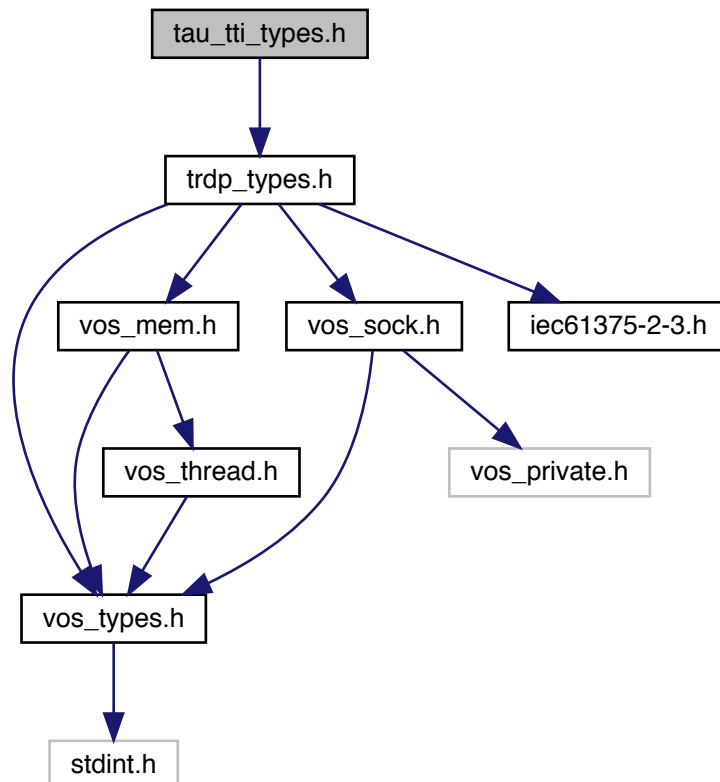 tau_tti_types.h
trdp_types.h
vos_mem.h
vos_sock.h
iec61375-2-3.h
vos_thread.h
vos_private.h
vos_types.h
stdint.h